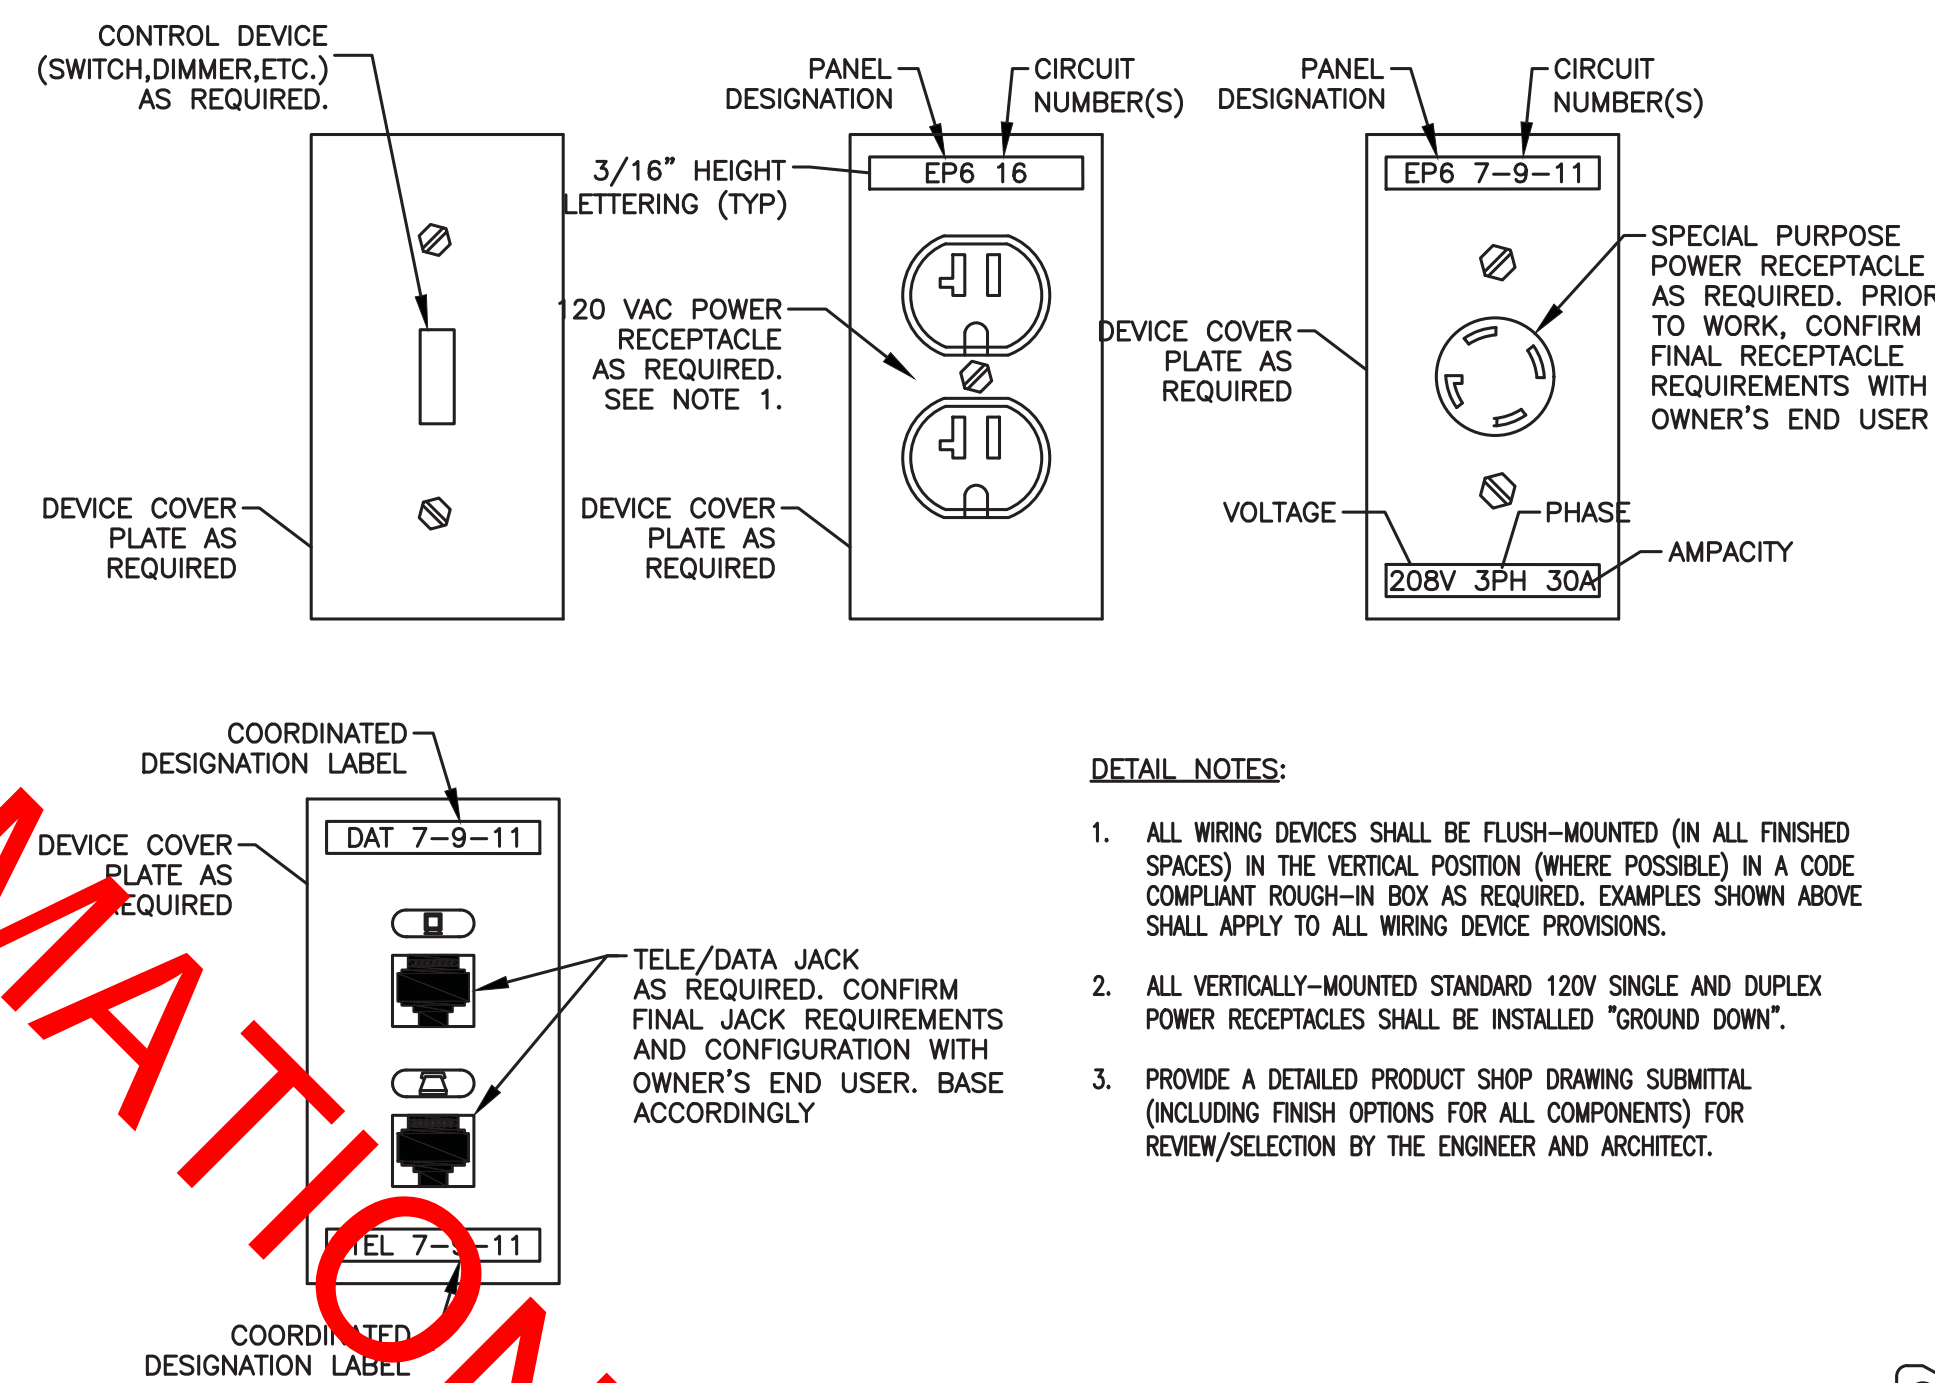 CONTROL DEVICE
(SWITCH,DIMMER,ETC.)
AS REQUIRED.
DEVICE COVER
PLATE AS
REQUIRED
PANEL
DESIGNATION
CIRCUIT
NUMBER(S)
3/16" HEIGHT
LETTERING (TYP)
EP6 16
120 VAC POWER
RECEPTACLE
AS REQUIRED.
SEE NOTE 1.
DEVICE COVER
PLATE AS
REQUIRED
PANEL
DESIGNATION
CIRCUIT
NUMBER(S)
EP6 7-9-11
SPECIAL PURPOSE
POWER RECEPTACLE
AS REQUIRED. PRIOR
TO WORK, CONFIRM
FINAL RECEPTACLE
REQUIREMENTS WITH
OWNER'S END USER
DEVICE COVER
PLATE AS
REQUIRED
VOLTAGE
PHASE
AMPACITY
208V 3PH 30A
COORDINATED
DESIGNATION LABEL
DAT 7-9-11
DEVICE COVER
PLATE AS
REQUIRED
TELE/DATA JACK
AS REQUIRED. CONFIRM
FINAL JACK REQUIREMENTS
AND CONFIGURATION WITH
OWNER'S END USER. BASE
ACCORDINGLY
TEL 7-9-11
COORDINATED
DESIGNATION LABEL
DETAIL NOTES:
1. ALL WIRING DEVICES SHALL BE FLUSH-MOUNTED (IN ALL FINISHED
SPACES) IN THE VERTICAL POSITION (WHERE POSSIBLE) IN A CODE
COMPLIANT ROUGH-IN BOX AS REQUIRED. EXAMPLES SHOWN ABOVE
SHALL APPLY TO ALL WIRING DEVICE PROVISIONS.
2. ALL VERTICALLY-MOUNTED STANDARD 120V SINGLE AND DUPLEX
POWER RECEPTACLES SHALL BE INSTALLED "GROUND DOWN".
3. PROVIDE A DETAILED PRODUCT SHOP DRAWING SUBMITTAL
(INCLUDING FINISH OPTIONS FOR ALL COMPONENTS) FOR
REVIEW/SELECTION BY THE ENGINEER AND ARCHITECT.
MATION